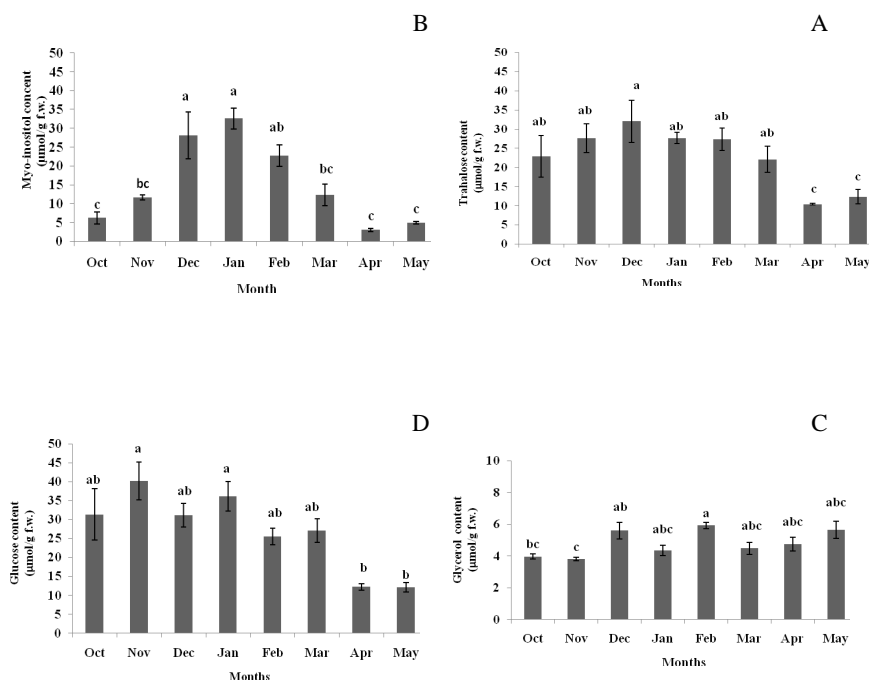 B
50
45
40
35
30
25
20
15
10
5
0
Myo-inositol concent
(µmol/g f.w.)
c bc a a ab bc c c
Oct Nov Dec Jan Feb Mar Apr May
Month
A
50
45
40
35
30
25
20
15
10
5
0
Trahalose content
(µmol/g f.w.)
ab ab a ab ab ab c c
Oct Nov Dec Jan Feb Mar Apr May
Months
D
50
45
40
35
30
25
20
15
10
5
0
Glucose content
(µmol/g f.w.)
ab a ab a ab ab b b
Oct Nov Dec Jan Feb Mar Apr May
Months
C
10
8
6
4
2
0
Glycerol content
(µmol/g f.w.)
bc c ab abc a abc abc abc
Oct Nov Dec Jan Feb Mar Apr May
Months